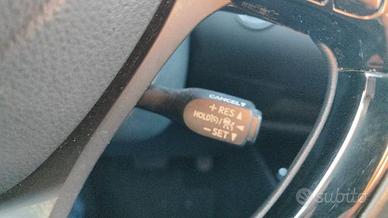 CANCEL
+ RES
HOLD(S)/
− SET
subito